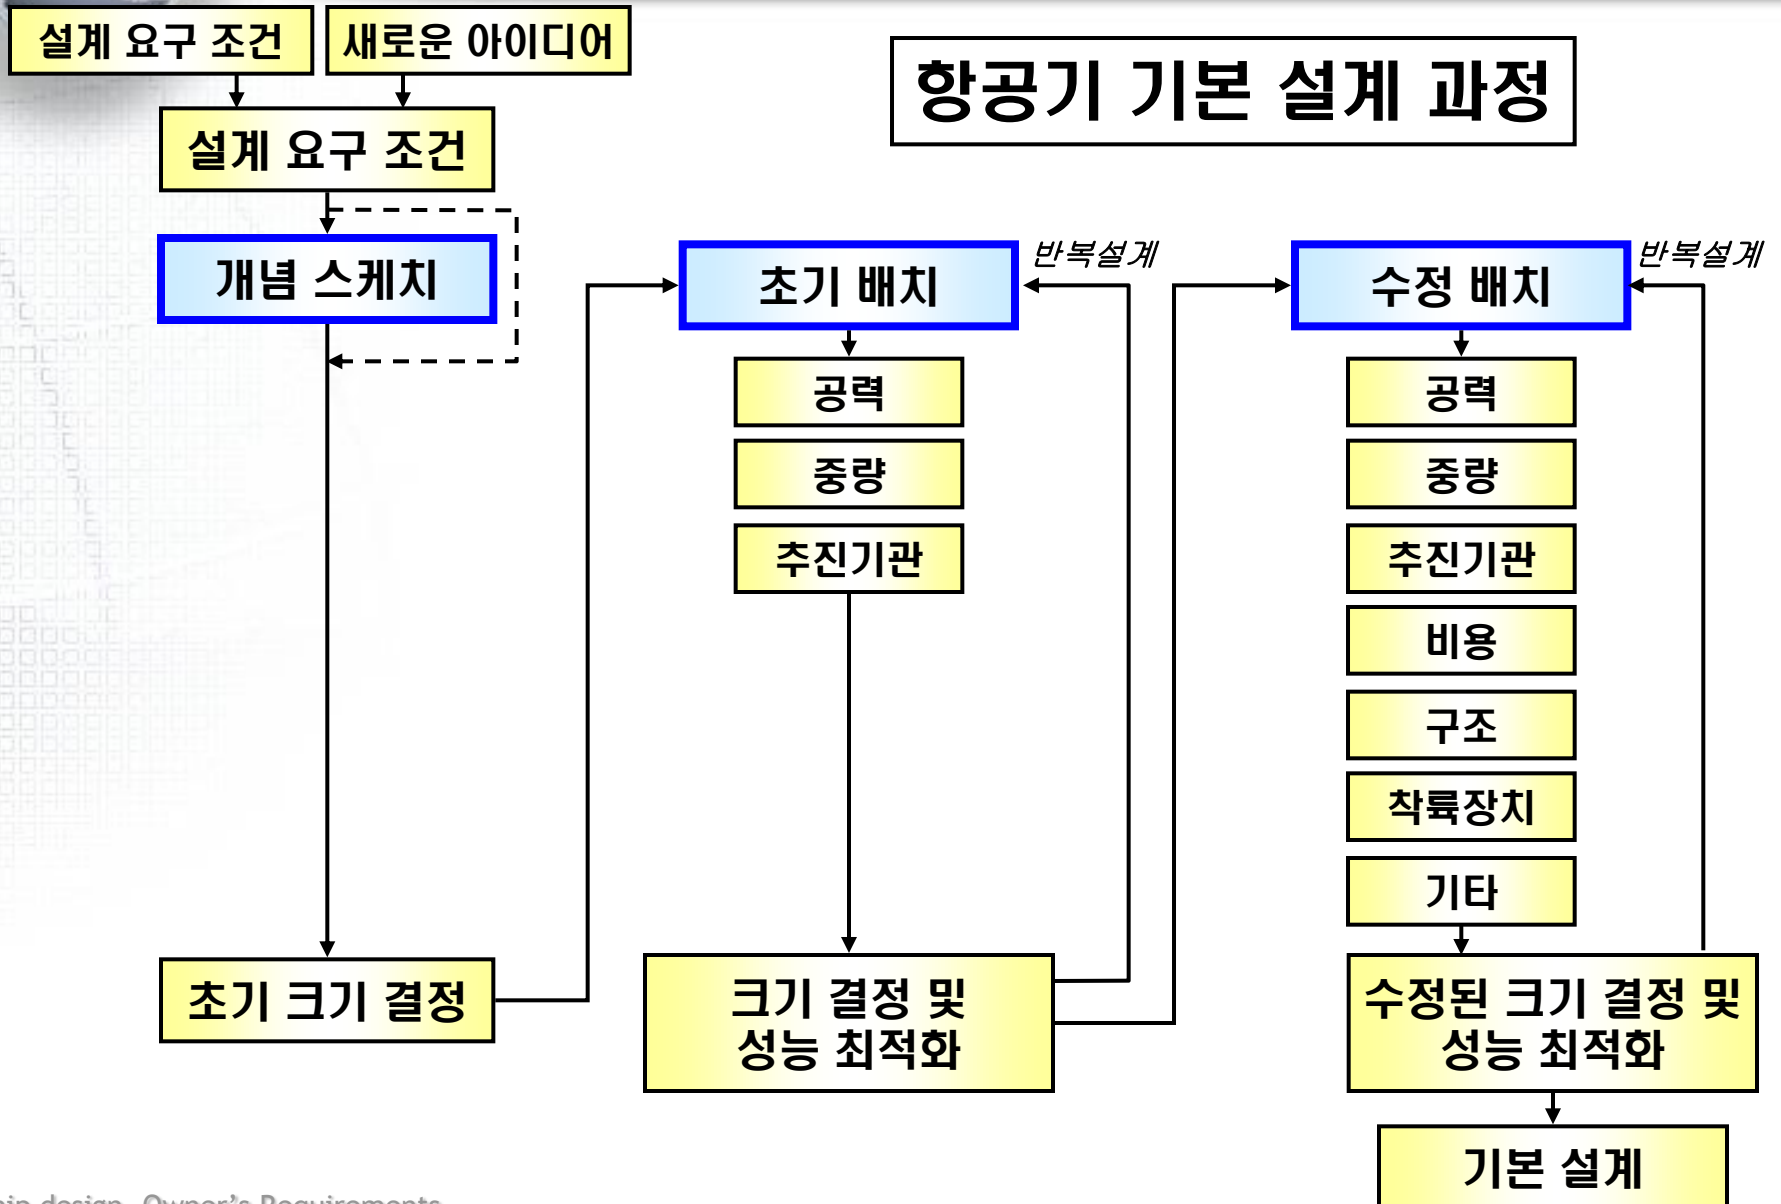 설계 요구 조건
새로운 아이디어
항공기 기본 설계 과정
설계 요구 조건
개념 스케치
초기 크기 결정
초기 배치
반복설계
공력
중량
추진기관
크기 결정 및
성능 최적화
수정 배치
반복설계
공력
중량
추진기관
비용
구조
착륙장치
기타
수정된 크기 결정 및
성능 최적화
기본 설계
design, Owner's Requirements